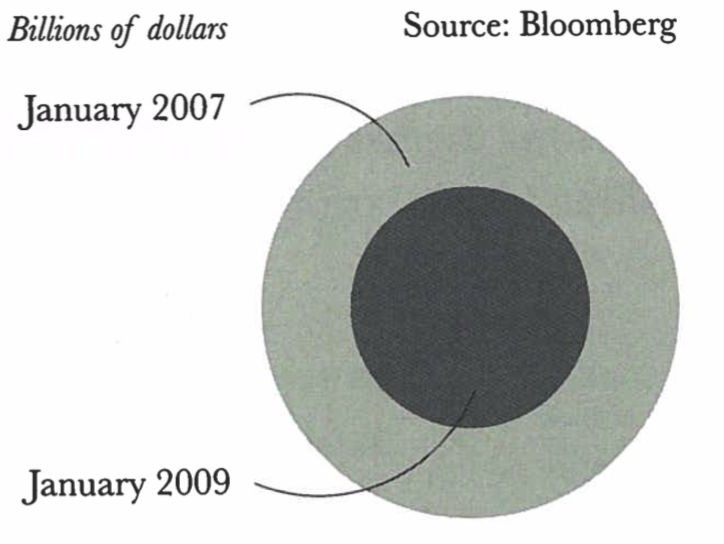 Billions of dollars
Source: Bloomberg
January 2007
January 2009